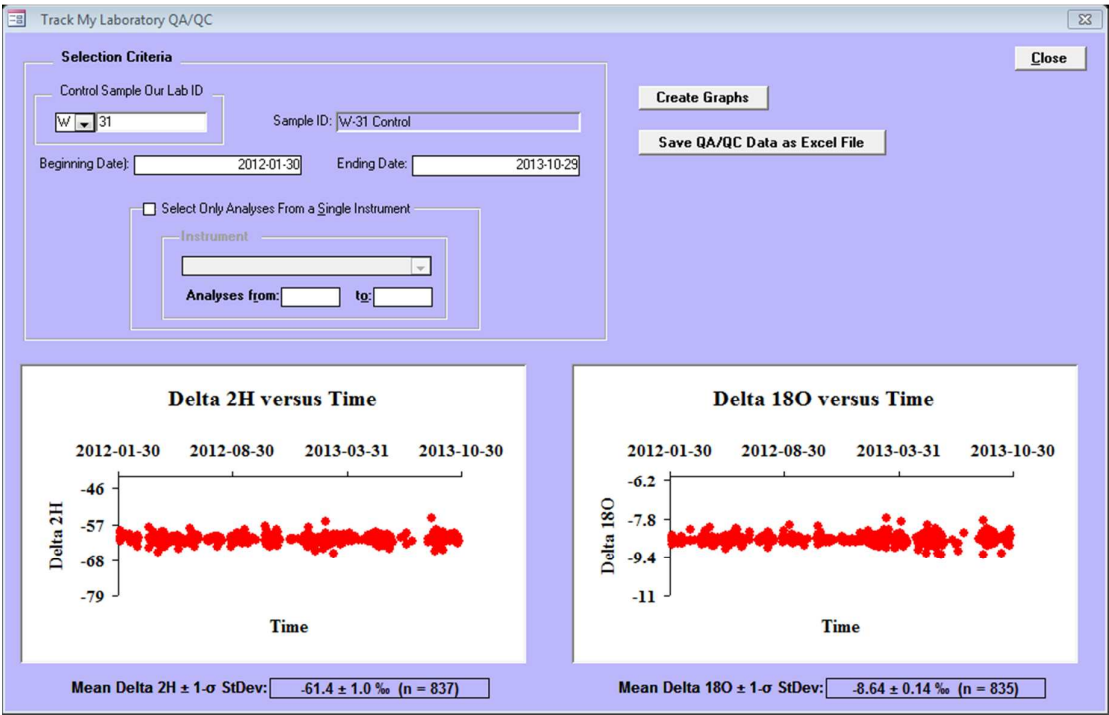 Track My Laboratory QA/QC
Selection Criteria
Close
Control Sample Our Lab ID
Create Graphs
W 31
Sample ID: W-31 Control
Save QA/QC Data as Excel File
Beginning Date): 2012-01-30 Ending Date: 2013-10-29
Select Only Analyses From a Single Instrument
Instrument
Analyses from: to:
Delta 2H versus Time
2012-01-30 2012-08-30 2013-03-31 2013-10-30
-46
-57
-68
-79
Delta 2H
Time
Delta 18O versus Time
2012-01-30 2012-08-30 2013-03-31 2013-10-30
-6.2
-7.8
-9.4
-11
Delta 18O
Time
Mean Delta 2H ± 1-σ StDev: -61.4 ± 1.0 ‰ (n = 837)
Mean Delta 18O ± 1-σ StDev: -8.64 ± 0.14 ‰ (n = 835)